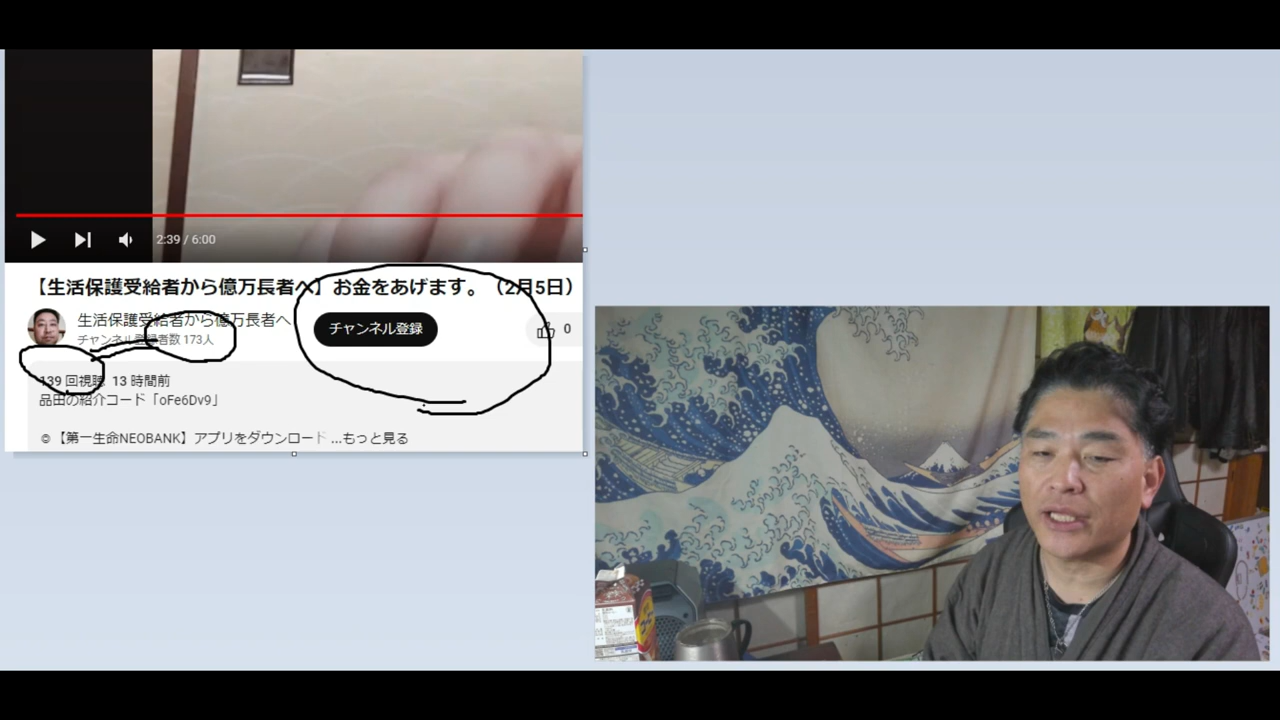 2:39 / 6:00
【生活保護受給者から億万長者へ】お金をあげます。（2月5日）
生活保護受給者から億万長者へ
チャンネル登録者数 173人
チャンネル登録
0
139 回視聴 13 時間前
品田の紹介コード「oFe6Dv9」
☺【第一生命NEOBANK】アプリをダウンロード ...もっと見る